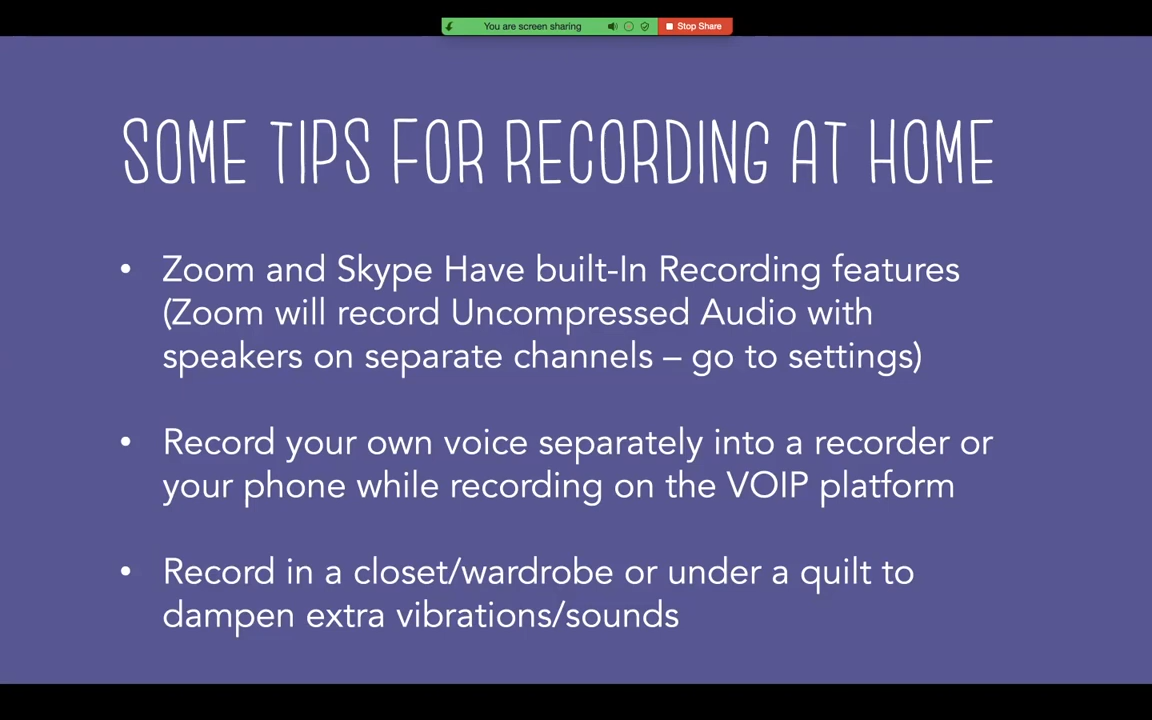 You are screen sharing
Stop Share
SOME TIPS FOR RECORDING AT HOME
• Zoom and Skype Have built-In Recording features
(Zoom will record Uncompressed Audio with
speakers on separate channels – go to settings)
• Record your own voice separately into a recorder or
your phone while recording on the VOIP platform
• Record in a closet/wardrobe or under a quilt to
dampen extra vibrations/sounds